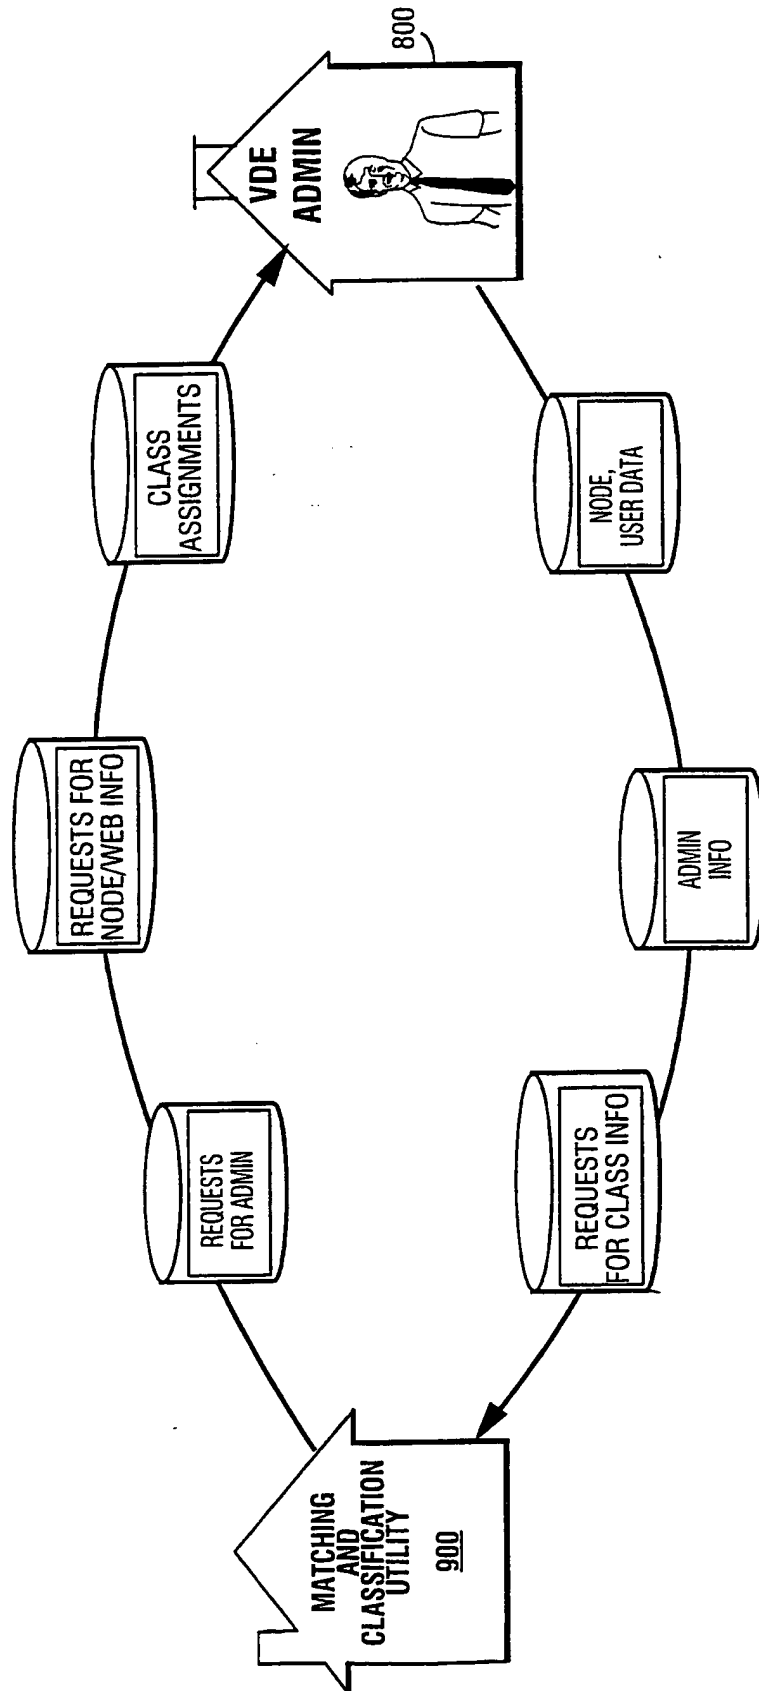 MATCHING
AND
CLASSIFICATION
UTILITY
900
REQUESTS
FOR ADMIN
REQUESTS FOR
NODE/WEB INFO
CLASS
ASSIGNMENTS
VDE
ADMIN
800
NODE,
USER DATA
ADMIN
INFO
REQUESTS
FOR CLASS INFO